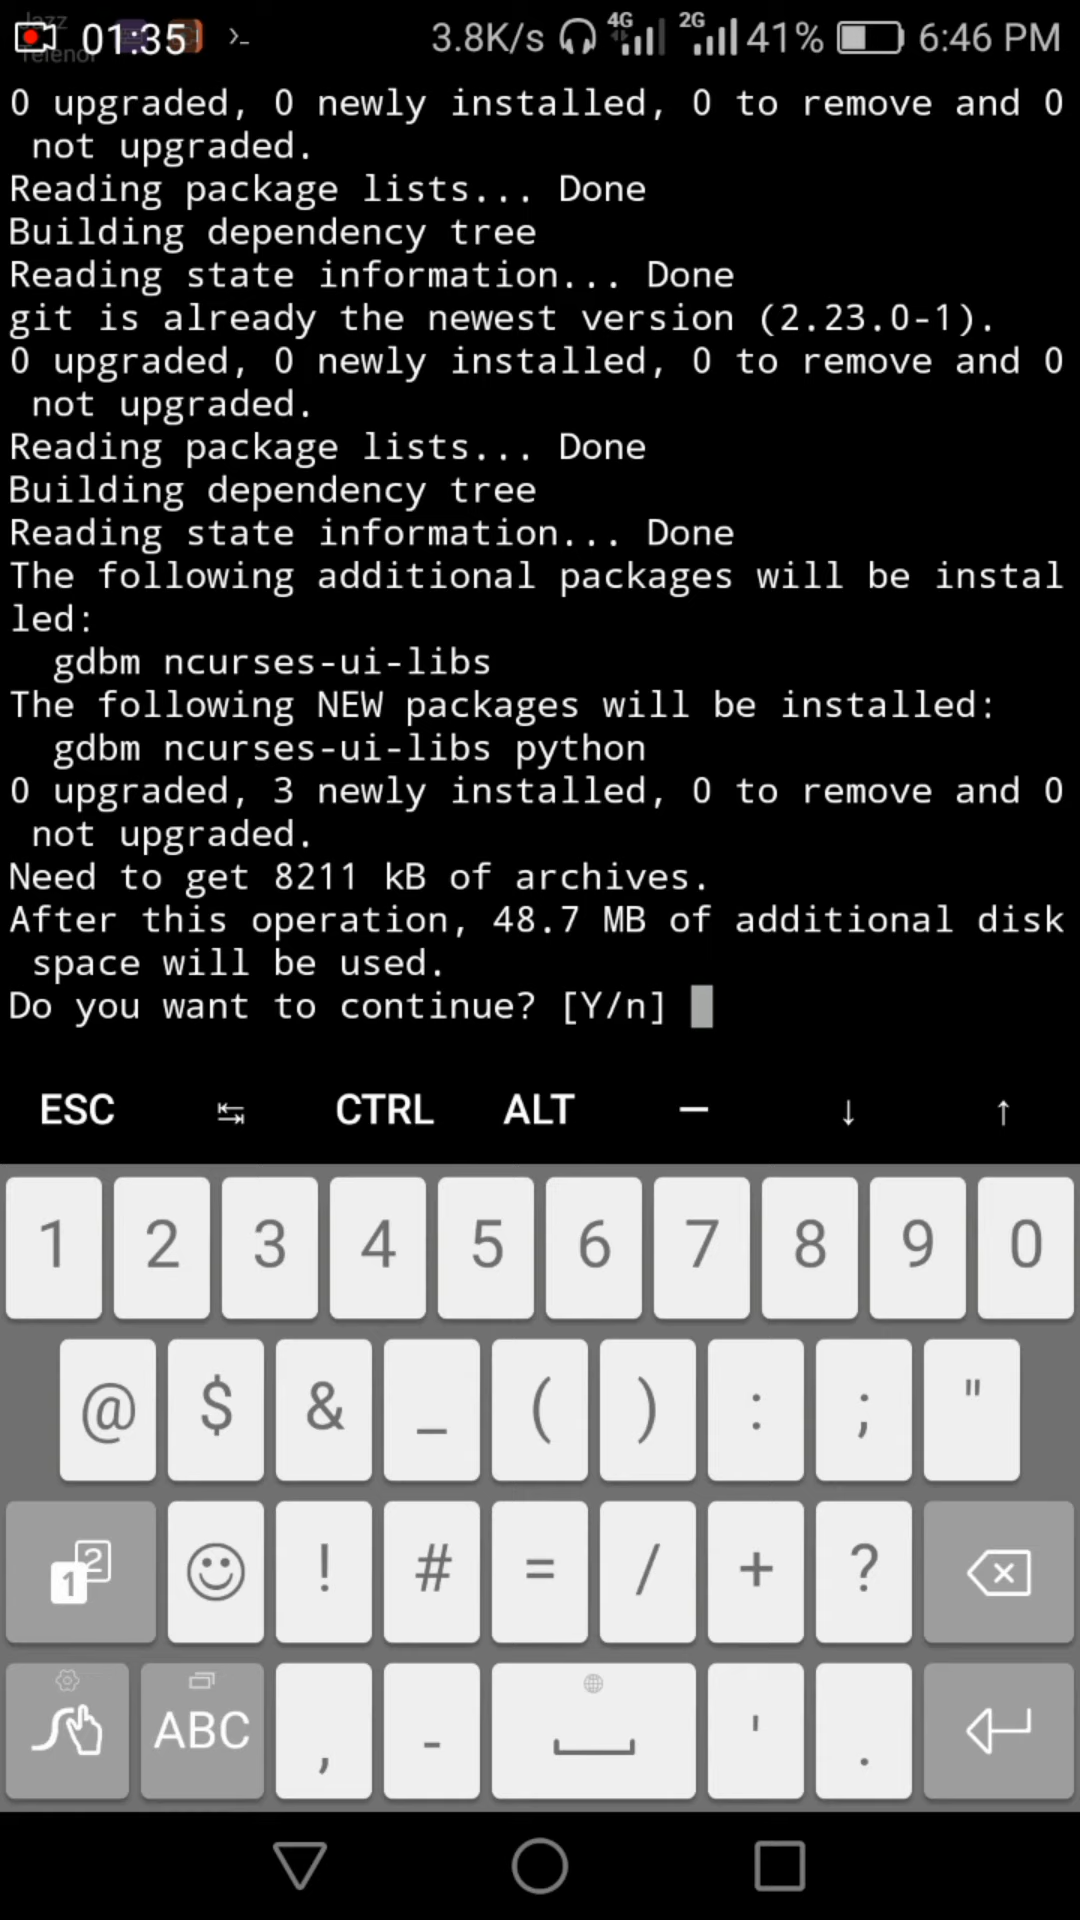 Jazz
Telenor
01:35 3.8K/s 4G 2G 41% 6:46 PM
0 upgraded, 0 newly installed, 0 to remove and 0
not upgraded.
Reading package lists... Done
Building dependency tree
Reading state information... Done
git is already the newest version (2.23.0-1).
0 upgraded, 0 newly installed, 0 to remove and 0
not upgraded.
Reading package lists... Done
Building dependency tree
Reading state information... Done
The following additional packages will be instal
led:
gdbm ncurses-ui-libs
The following NEW packages will be installed:
gdbm ncurses-ui-libs python
0 upgraded, 3 newly installed, 0 to remove and 0
not upgraded.
Need to get 8211 kB of archives.
After this operation, 48.7 MB of additional disk
space will be used.
Do you want to continue? [Y/n]
ESC ↹ CTRL ALT — ↓ ↑
1 2 3 4 5 6 7 8 9 0
@ $ & _ ( ) : ; "
1 2 ! # = / + ?
ABC , - ' .